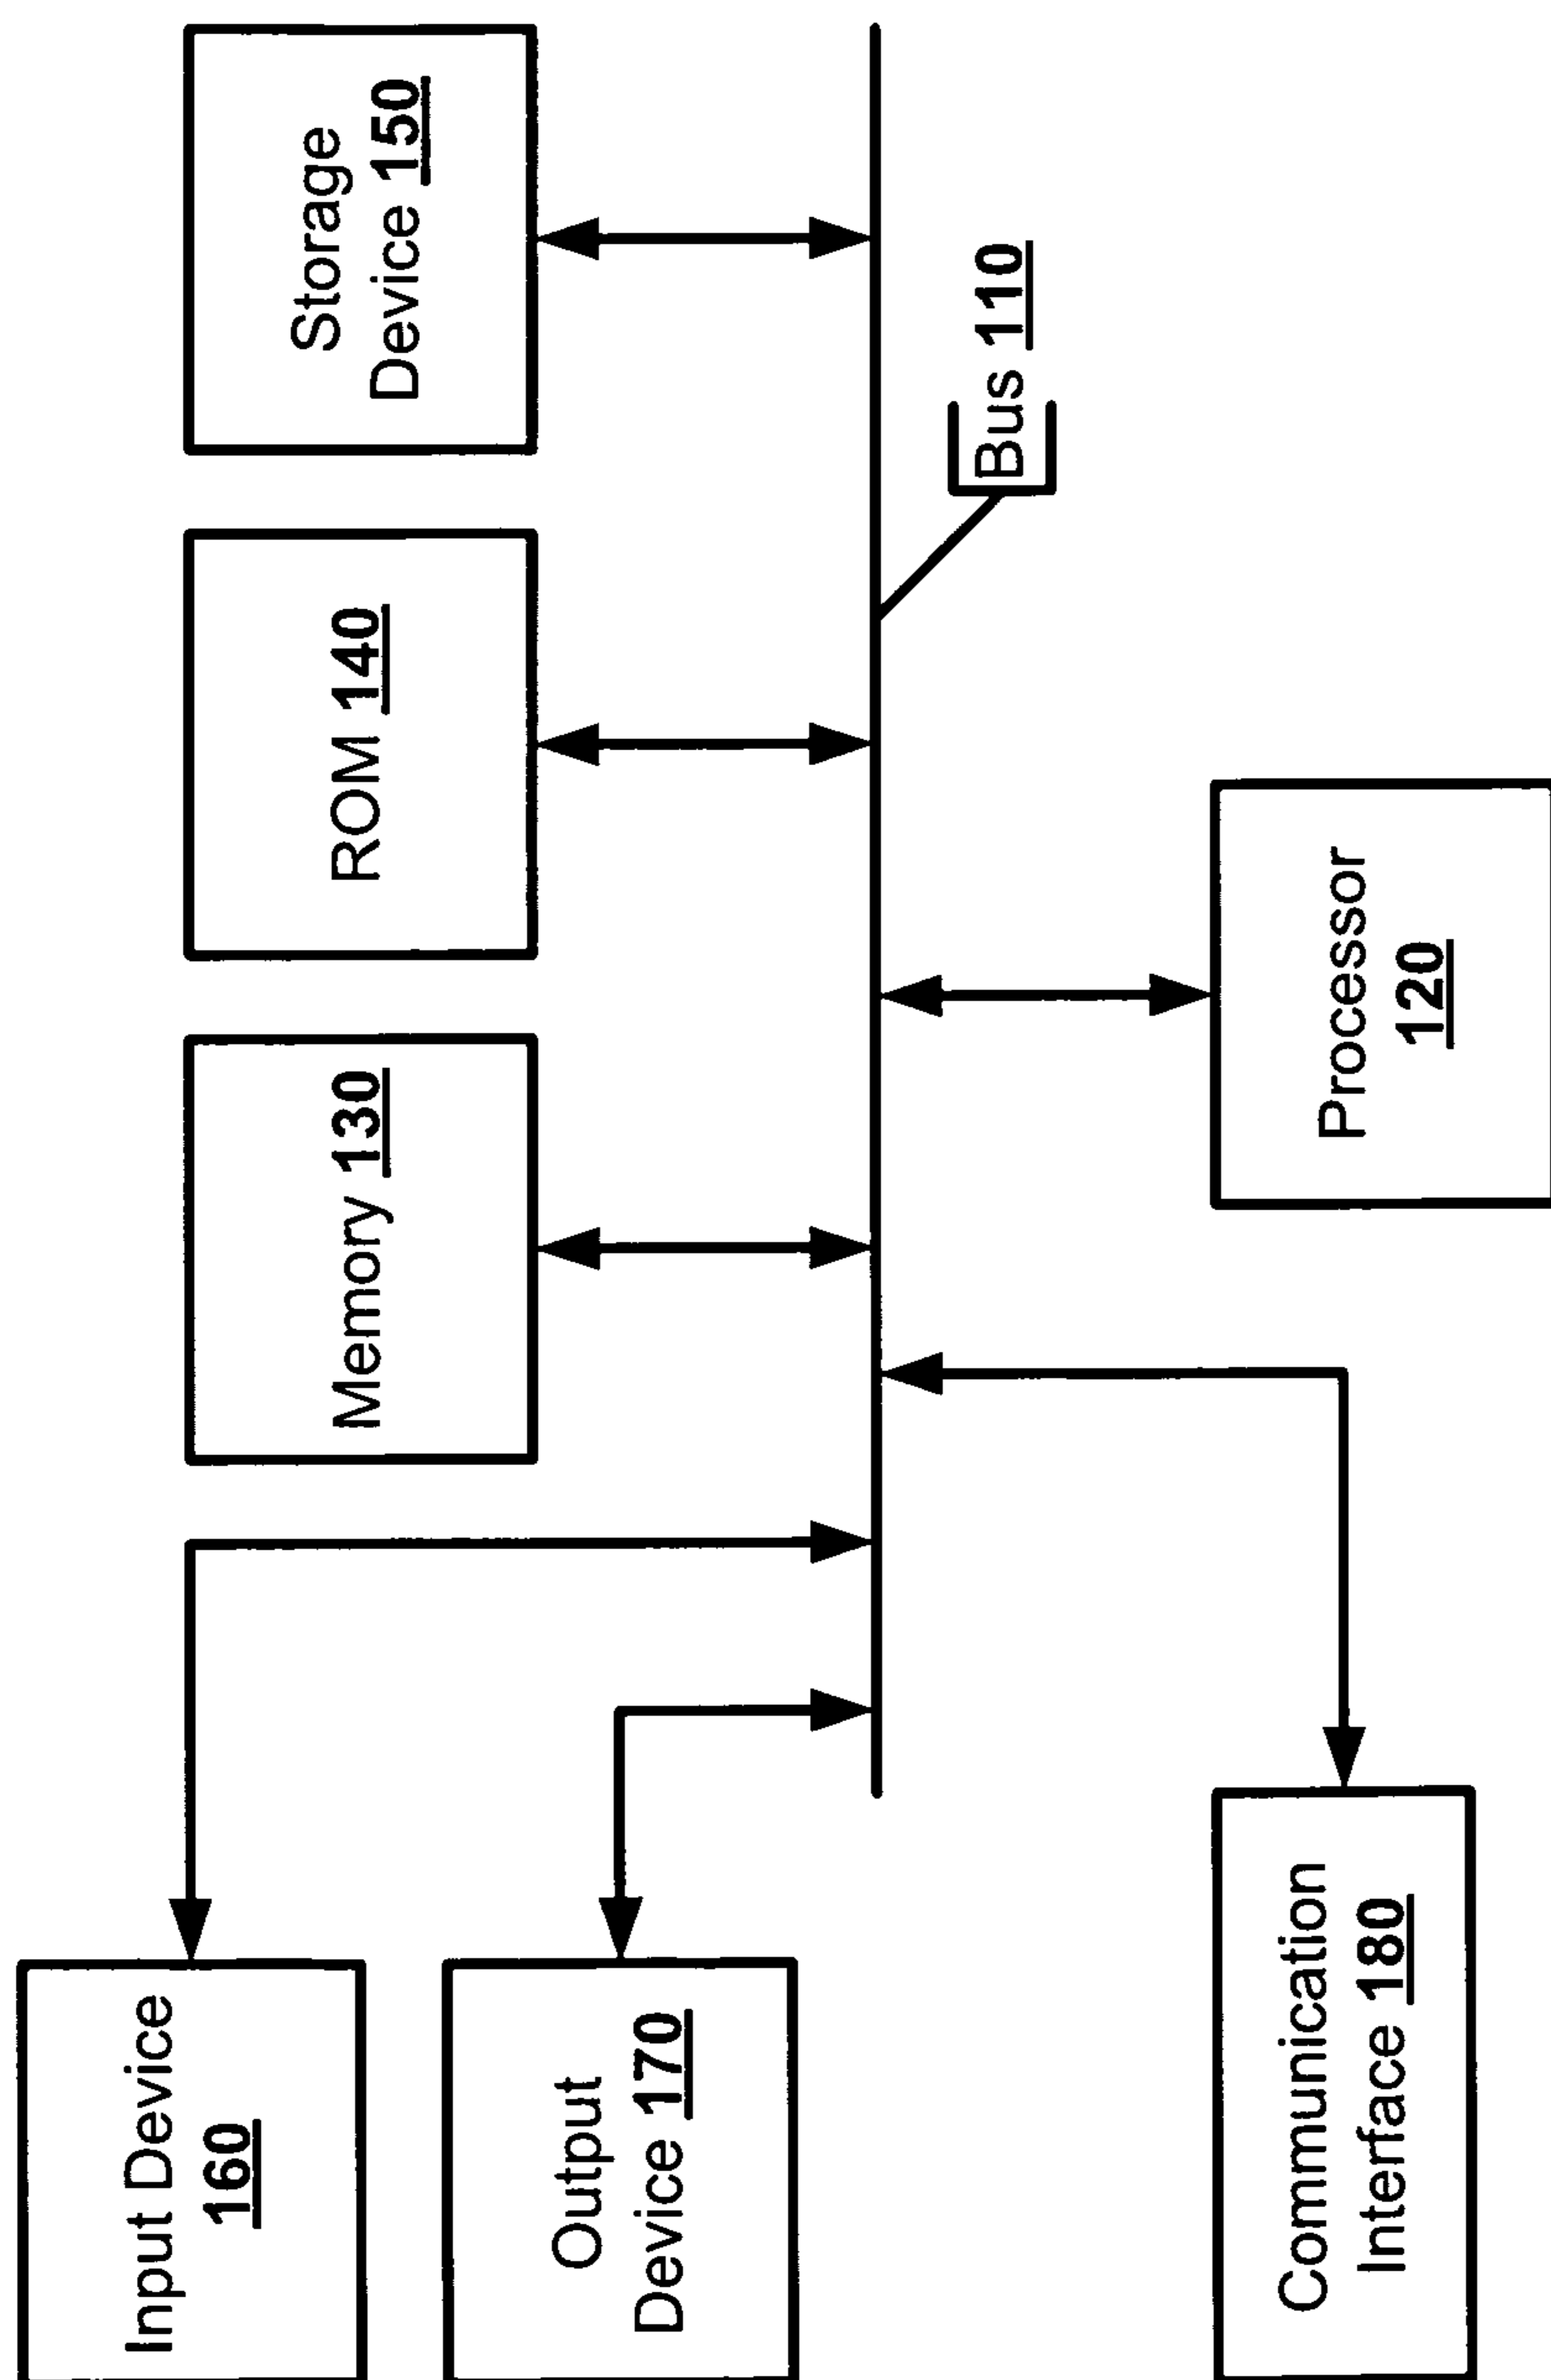 Input Device
160
Output
Device 170
Memory 130
ROM 140
Storage
Device 150
Bus 110
Communication
Interface 180
Processor
120